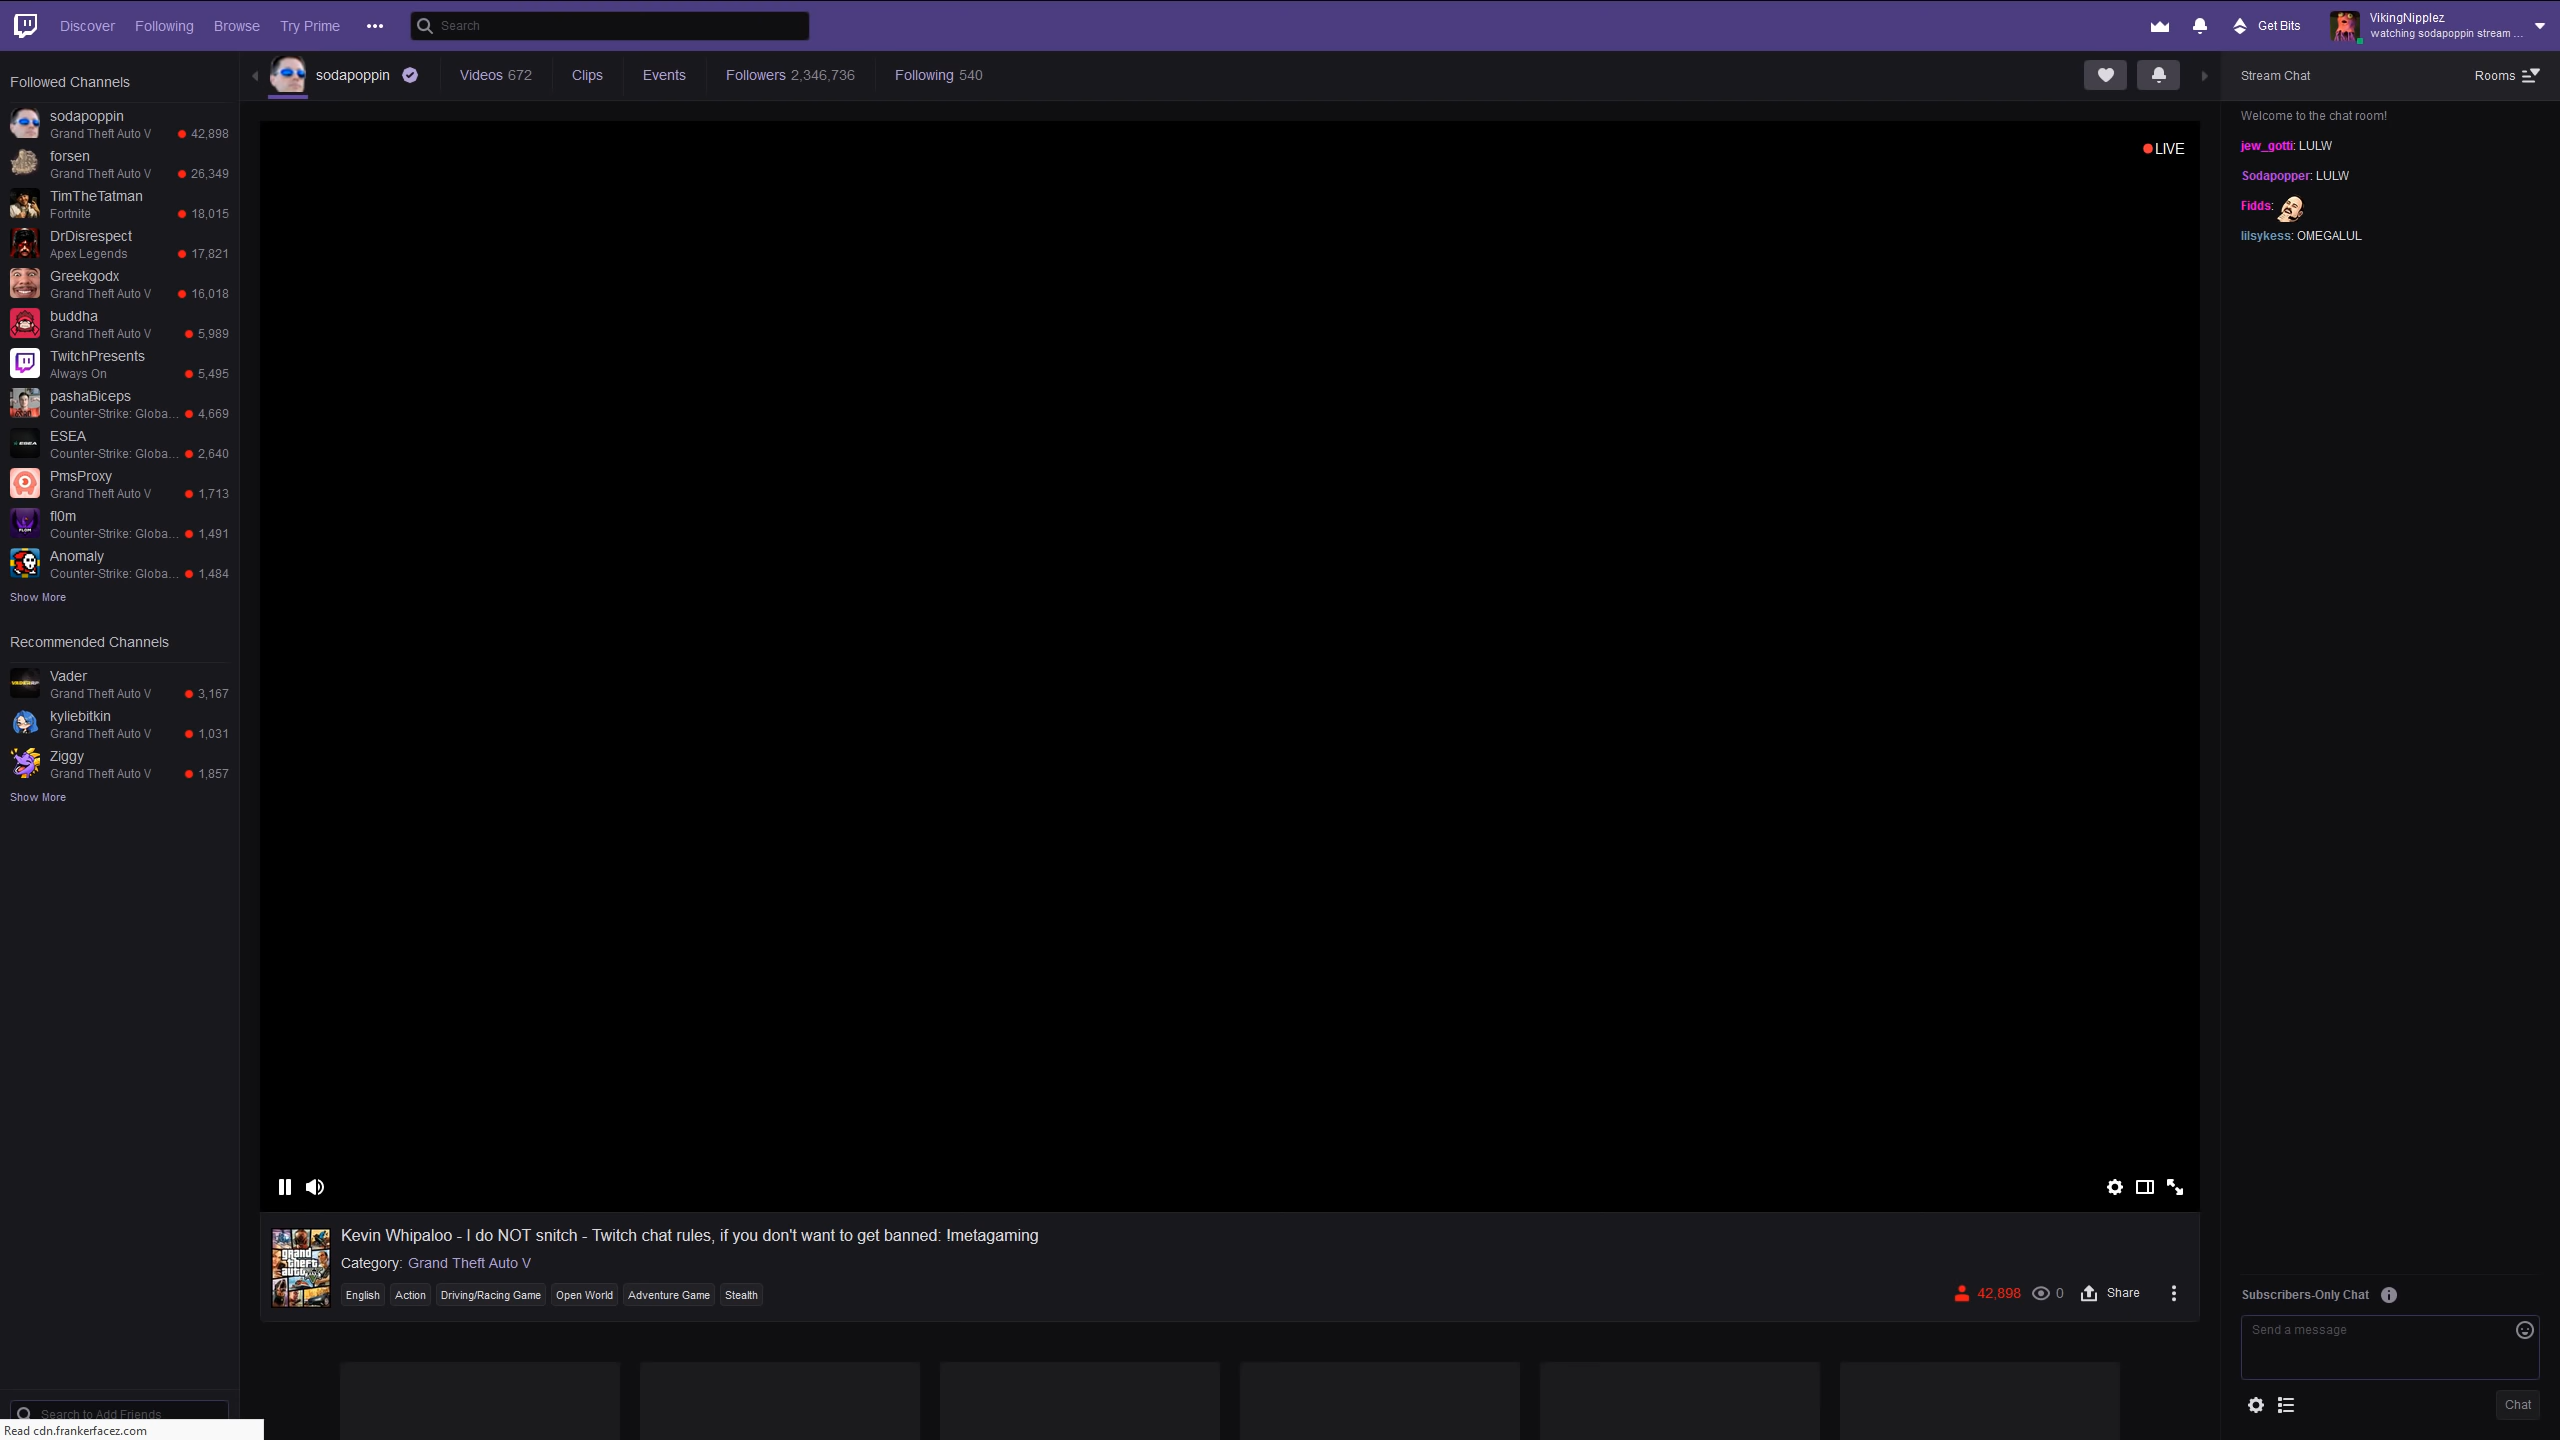 Discover
Following
Browse
Try Prime
Search
Get Bits
VikingNipplez
watching sodapoppin stream ...
Followed Channels
sodapoppin
Grand Theft Auto V
42,898
forsen
Grand Theft Auto V
26,349
TimTheTatman
Fortnite
18,015
DrDisrespect
Apex Legends
17,821
Greekgodx
Grand Theft Auto V
16,018
buddha
Grand Theft Auto V
5,989
TwitchPresents
Always On
5,495
pashaBiceps
Counter-Strike: Globa...
4,669
ESEA
Counter-Strike: Globa...
2,640
PmsProxy
Grand Theft Auto V
1,713
fl0m
Counter-Strike: Globa...
1,491
Anomaly
Counter-Strike: Globa...
1,484
Show More
Recommended Channels
Vader
Grand Theft Auto V
3,167
kyliebitkin
Grand Theft Auto V
1,031
Ziggy
Grand Theft Auto V
1,857
Show More
Search to Add Friends
Read cdn.frankerfacez.com
sodapoppin
Videos 672
Clips
Events
Followers 2,346,736
Following 540
LIVE
grand
theft
auto
Kevin Whipaloo - I do NOT snitch - Twitch chat rules, if you don't want to get banned: !metagaming
Category: Grand Theft Auto V
English
Action
Driving/Racing Game
Open World
Adventure Game
Stealth
42,898
0
Share
Stream Chat
Rooms
Welcome to the chat room!
jew_gotti: LULW
Sodapopper: LULW
Fidds:
lilsykess: OMEGALUL
Subscribers-Only Chat
Send a message
Chat